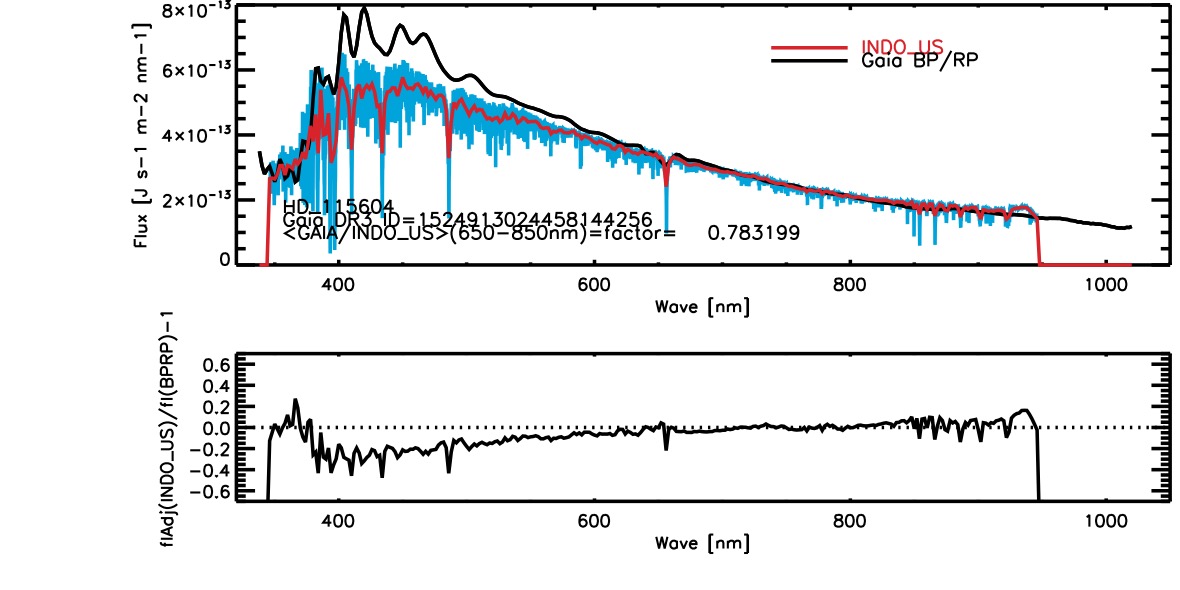 8×10⁻¹³
6×10⁻¹³
4×10⁻¹³
2×10⁻¹³
0
Flux [J s−1 m−2 nm−1]
INDO_US
Gaia BP/RP
HD_115604
Gaia DR3 ID=1524913024458144256
<GAIA/INDO_US>(650−850nm)=factor= 0.783199
400 600 800 1000
Wave [nm]
flAdj(INDO_US)/fl(BPRP)−1
0.6
0.4
0.2
0.0
−0.2
−0.4
−0.6
400 600 800 1000
Wave [nm]